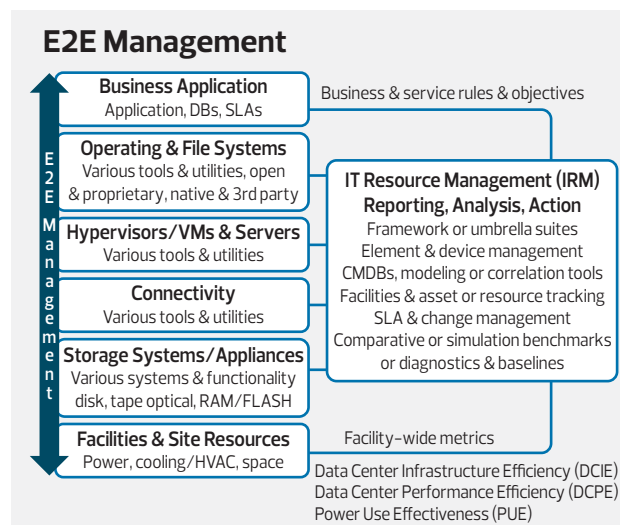 E2E Management
E2E Management
Business Application
Application, DBs, SLAs
Business & service rules & objectives
Operating & File Systems
Various tools & utilities, open
& proprietary, native & 3rd party
Hypervisors/VMs & Servers
Various tools & utilities
Connectivity
Various tools & utilities
Storage Systems/Appliances
Various systems & functionality
disk, tape optical, RAM/FLASH
Facilities & Site Resources
Power, cooling/HVAC, space
IT Resource Management (IRM)
Reporting, Analysis, Action
Framework or umbrella suites
Element & device management
CMDBs, modeling or correlation tools
Facilities & asset or resource tracking
SLA & change management
Comparative or simulation benchmarks
or diagnostics & baselines
Facility-wide metrics
Data Center Infrastructure Efficiency (DCIE)
Data Center Performance Efficiency (DCPE)
Power Use Effectiveness (PUE)